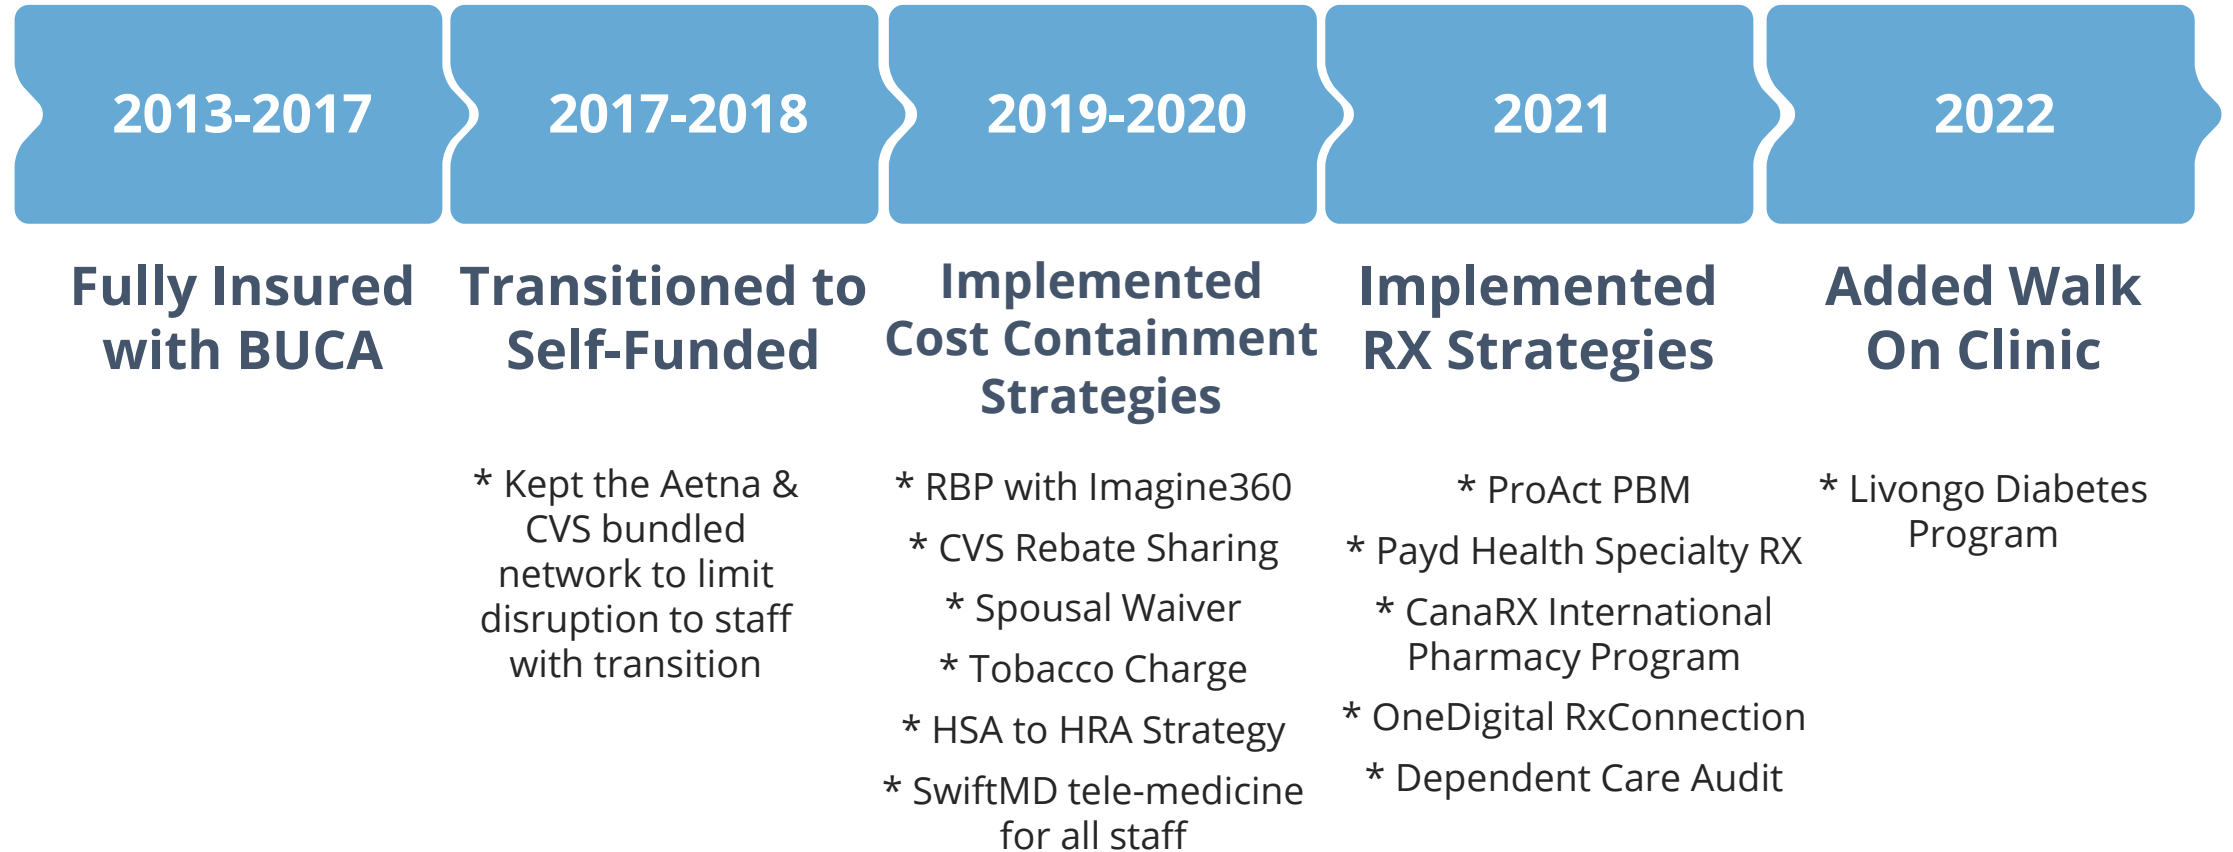 2013-2017
2017-2018
2019-2020
2021
2022
Fully Insured
with BUCA
Transitioned to
Self-Funded
* Kept the Aetna &
CVS bundled
network to limit
disruption to staff
with transition
Implemented
Cost Containment
Strategies
* RBP with Imagine360
* CVS Rebate Sharing
* Spousal Waiver
* Tobacco Charge
* HSA to HRA Strategy
* SwiftMD tele-medicine
for all staff
Implemented
RX Strategies
* ProAct PBM
* Payd Health Specialty RX
* CanaRX International
Pharmacy Program
* OneDigital RxConnection
* Dependent Care Audit
Added Walk
On Clinic
* Livongo Diabetes
Program